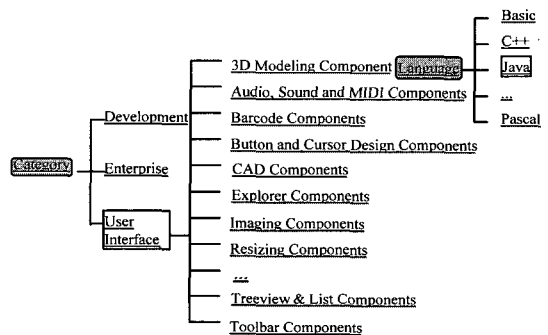 Category
Development
Enterprise
User
Interface
3D Modeling Component
Audio, Sound and MIDI Components
Barcode Components
Button and Cursor Design Components
CAD Components
Explorer Components
Imaging Components
Resizing Components
...
Treeview & List Components
Toolbar Components
Language
Basic
C++
Java
...
Pascal